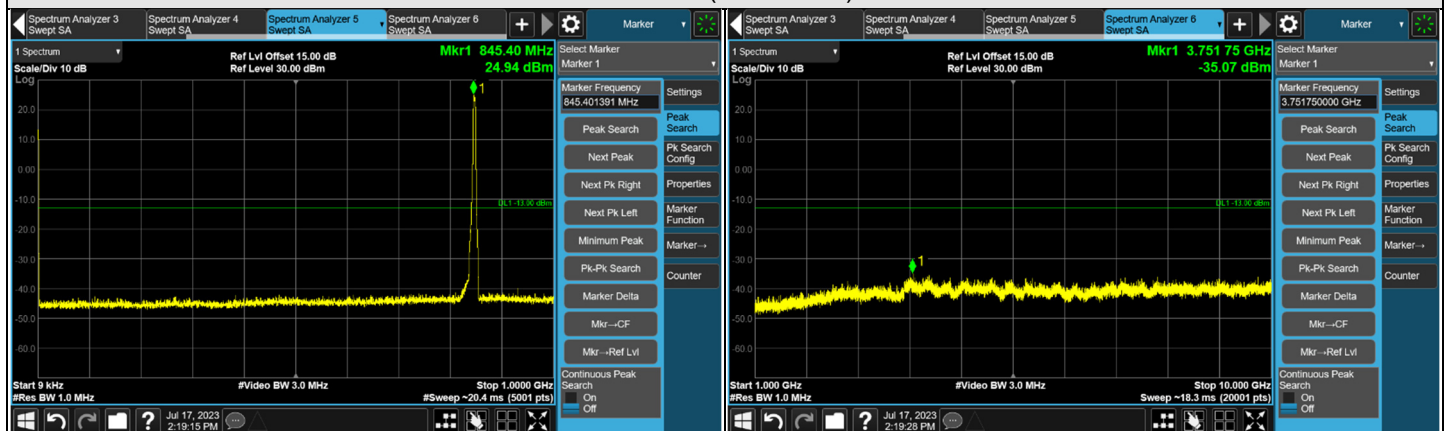 Spectrum Analyzer 3
Swept SA
Spectrum Analyzer 4
Swept SA
Spectrum Analyzer 5
Swept SA
Spectrum Analyzer 6
Swept SA
Marker
1 Spectrum
Scale/Div 10 dB
Log
Ref Lvl Offset 15.00 dB
Ref Level 30.00 dBm
Mkr1 845.40 MHz
24.94 dBm
1
20.0
10.0
0.00
-10.0
-20.0
-30.0
-40.0
-50.0
-60.0
DL1 -13.00 dBm
Start 9 kHz
#Res BW 1.0 MHz
#Video BW 3.0 MHz
Stop 1.0000 GHz
#Sweep ~20.4 ms (5001 pts)
Select Marker
Marker 1
Marker Frequency
845.401391 MHz
Peak Search
Next Peak
Next Pk Right
Next Pk Left
Minimum Peak
Pk-Pk Search
Marker Delta
Mkr→CF
Mkr→Ref Lvl
Continuous Peak
Search
On
Off
Settings
Peak
Search
Pk Search
Config
Properties
Marker
Function
Marker→
Counter
?
Jul 17, 2023
2:19:15 PM
Spectrum Analyzer 3
Swept SA
Spectrum Analyzer 4
Swept SA
Spectrum Analyzer 5
Swept SA
Spectrum Analyzer 6
Swept SA
Marker
1 Spectrum
Scale/Div 10 dB
Log
Ref Lvl Offset 15.00 dB
Ref Level 30.00 dBm
Mkr1 3.751 75 GHz
-35.07 dBm
1
20.0
10.0
0.00
-10.0
-20.0
-30.0
-40.0
-50.0
-60.0
DL1 -13.00 dBm
Start 1.000 GHz
#Res BW 1.0 MHz
#Video BW 3.0 MHz
Stop 10.000 GHz
Sweep ~18.3 ms (20001 pts)
Select Marker
Marker 1
Marker Frequency
3.751750000 GHz
Peak Search
Next Peak
Next Pk Right
Next Pk Left
Minimum Peak
Pk-Pk Search
Marker Delta
Mkr→CF
Mkr→Ref Lvl
Continuous Peak
Search
On
Off
Settings
Peak
Search
Pk Search
Config
Properties
Marker
Function
Marker→
Counter
?
Jul 17, 2023
2:19:28 PM